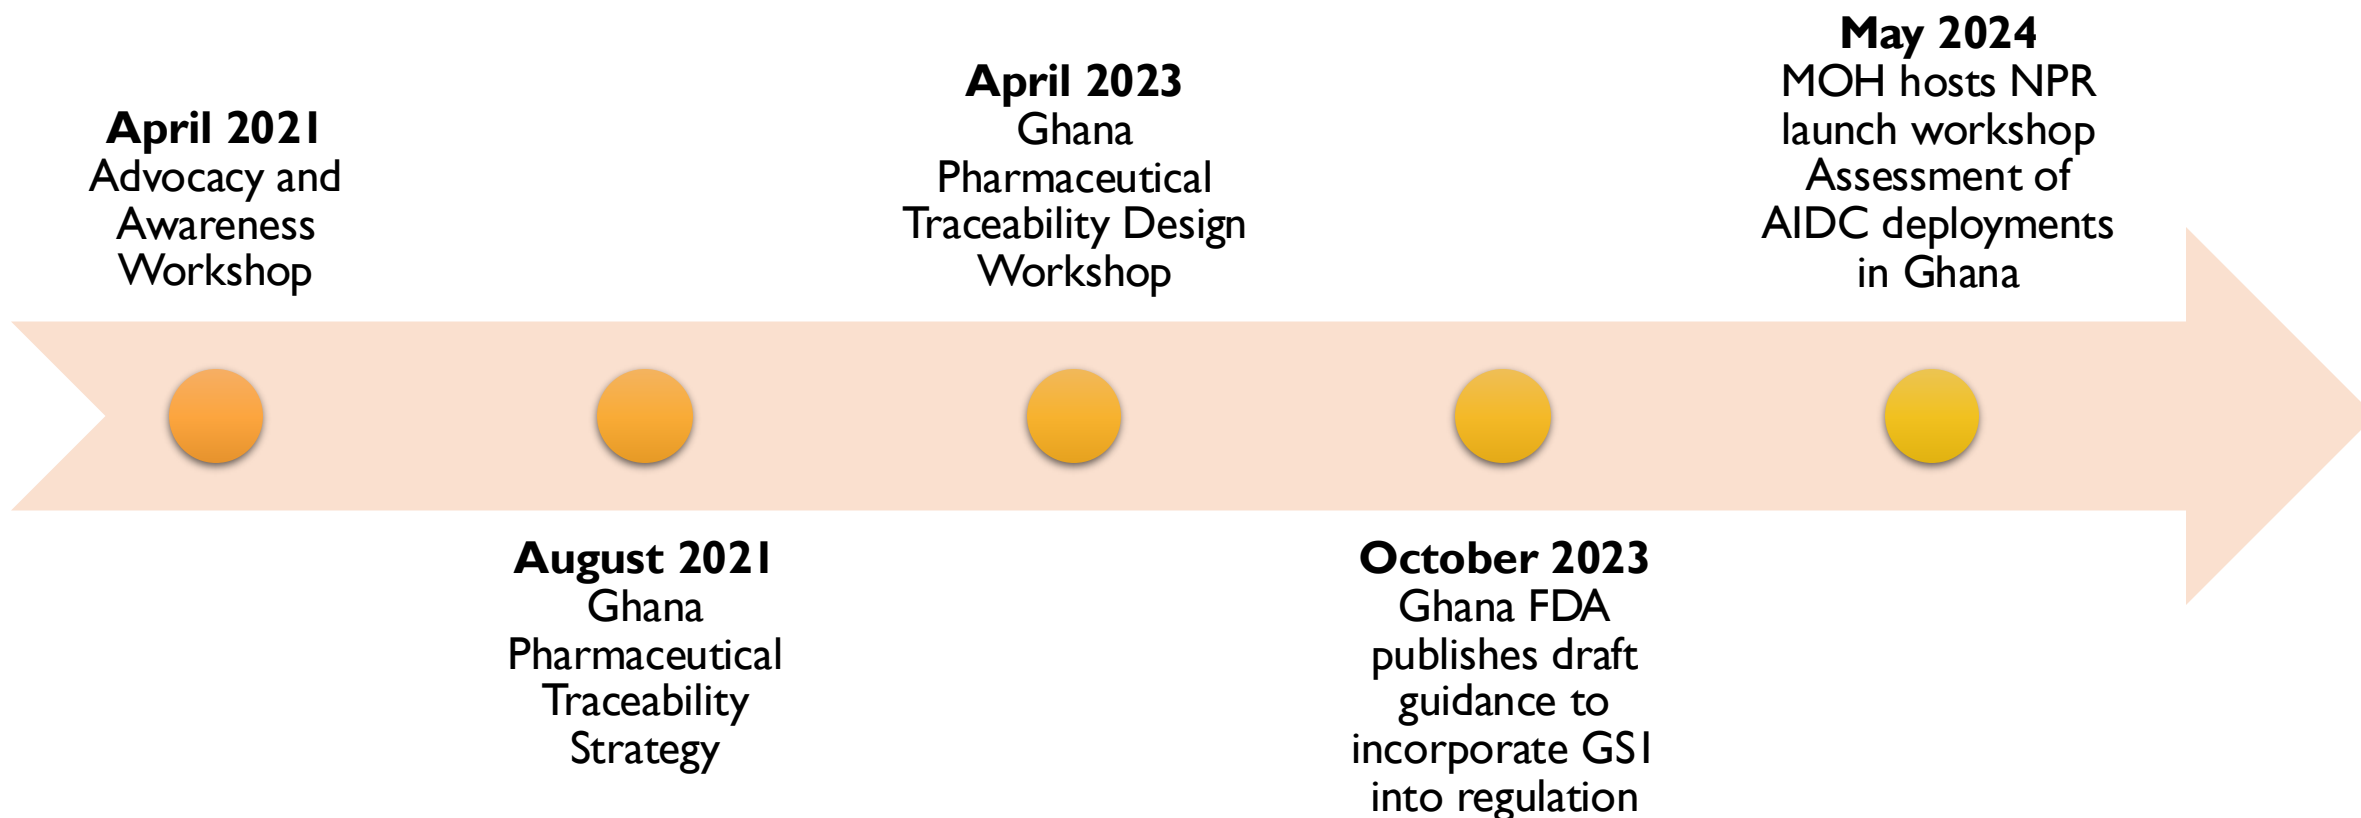 April 2021
Advocacy and
Awareness
Workshop
August 2021
Ghana
Pharmaceutical
Traceability
Strategy
April 2023
Ghana
Pharmaceutical
Traceability Design
Workshop
October 2023
Ghana FDA
publishes draft
guidance to
incorporate GS1
into regulation
May 2024
MOH hosts NPR
launch workshop
Assessment of
AIDC deployments
in Ghana